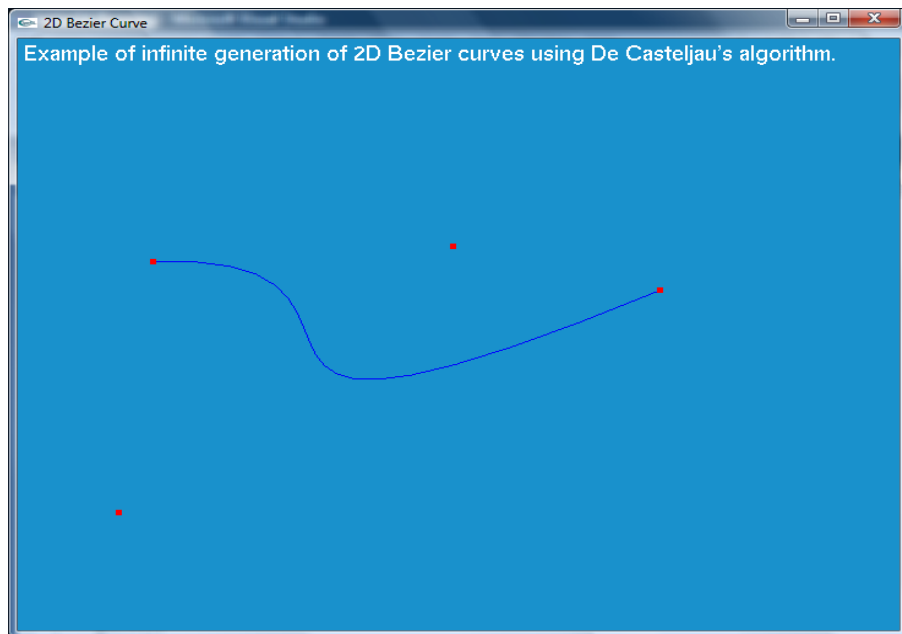 2D Bezier Curve
Example of infinite generation of 2D Bezier curves using De Casteljau's algorithm.